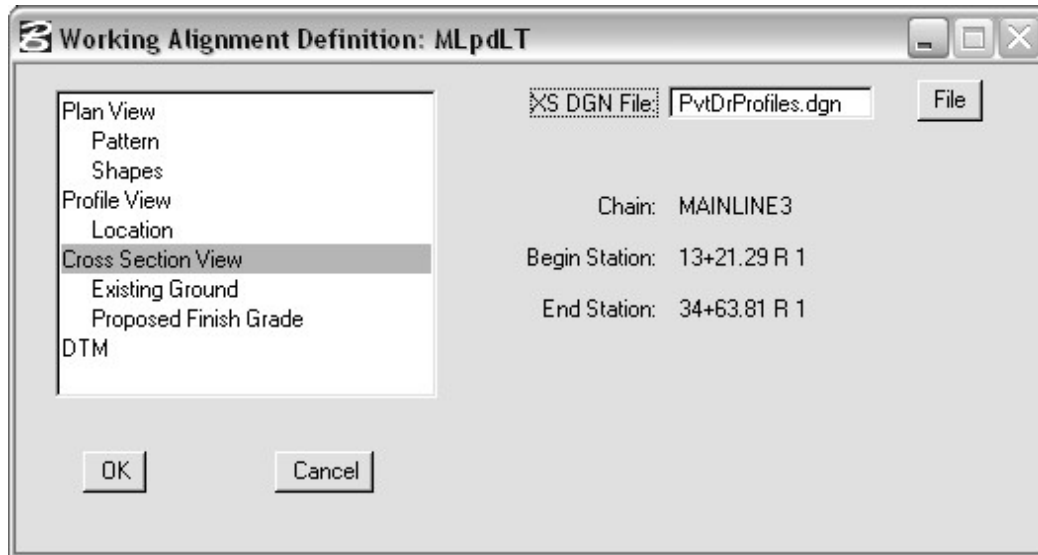 Working Alignment Definition: MLpdLT
Plan View
Pattern
Shapes
Profile View
Location
Cross Section View
Existing Ground
Proposed Finish Grade
DTM
XS DGN File: PvtDrProfiles.dgn File
Chain: MAINLINE3
Begin Station: 13+21.29 R 1
End Station: 34+63.81 R 1
OK Cancel